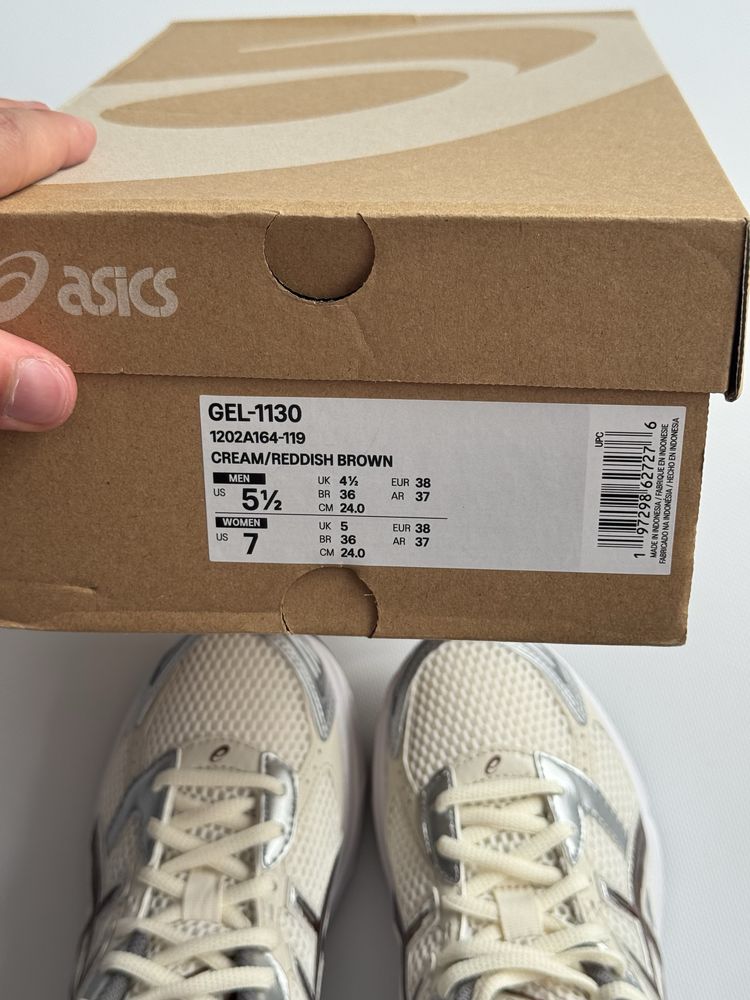 asics
GEL-1130
1202A164-119
CREAM/REDDISH BROWN
MEN
US 5½
UK 4½ EUR 38
BR 36 AR 37
CM 24.0
WOMEN
US 7
UK 5 EUR 38
BR 36 AR 37
CM 24.0
UPC
1 97298 62727 6
MADE IN INDONESIA / FABRIQUE EN INDONESIE
FABRICADO NA INDONÉSIA / HECHO EN INDONESIA